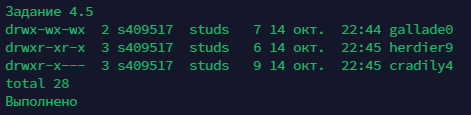 Задание 4.5
drwx-wx-wx  2 s409517  studs   7 14 окт.  22:44 gallade0
drwxr-xr-x  3 s409517  studs   6 14 окт.  22:45 herdier9
drwxr-x---  3 s409517  studs   9 14 окт.  22:45 cradily4
total 28
Выполнено